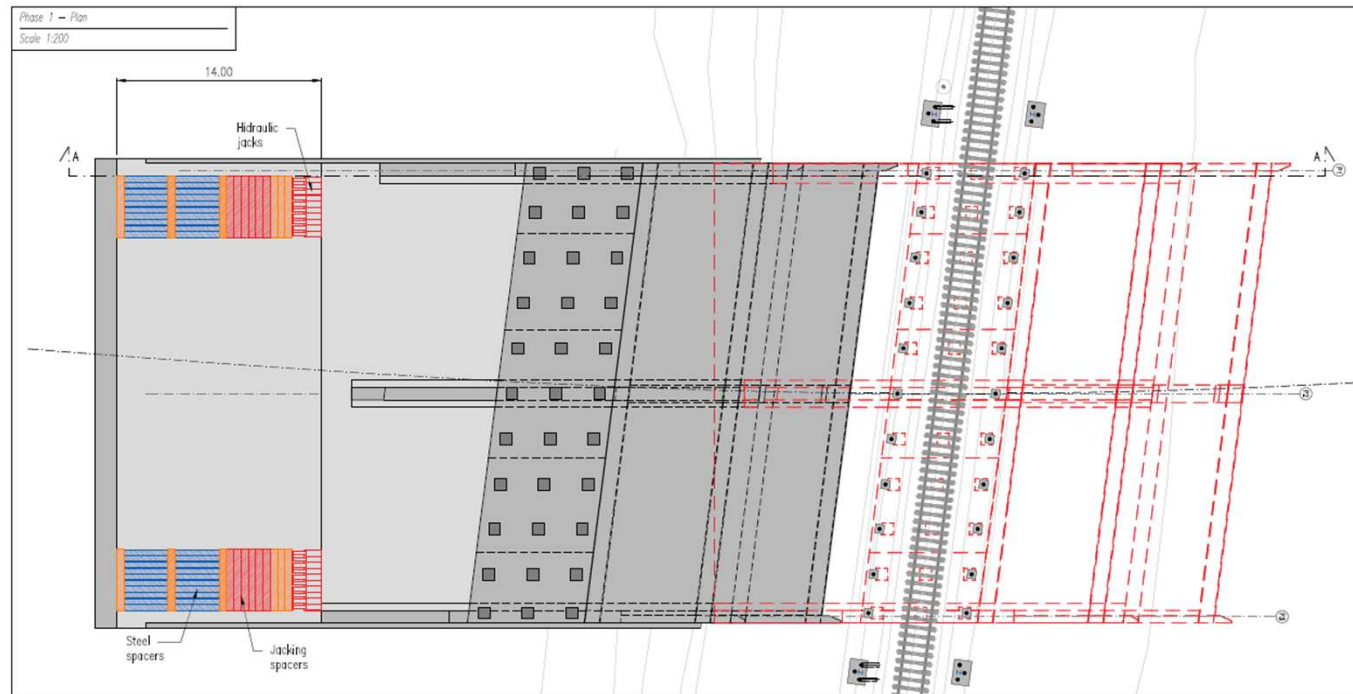 Phase 1 – Plan
Scale 1:200
14.00
Hidraulic
jacks
A
A
Steel
spacers
Jacking
spacers